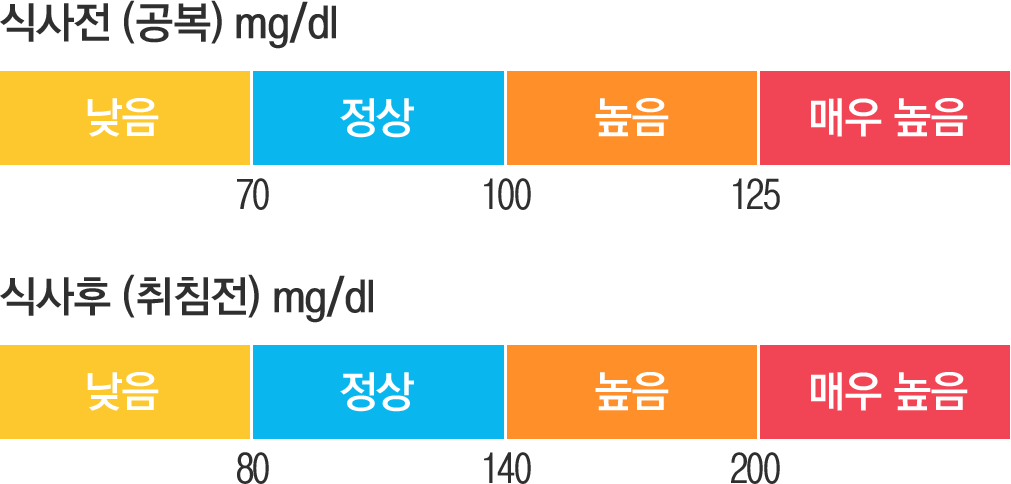 식사전 (공복) mg/dl
낮음 정상 높음 매우 높음
70 100 125
식사후 (취침전) mg/dl
낮음 정상 높음 매우 높음
80 140 200